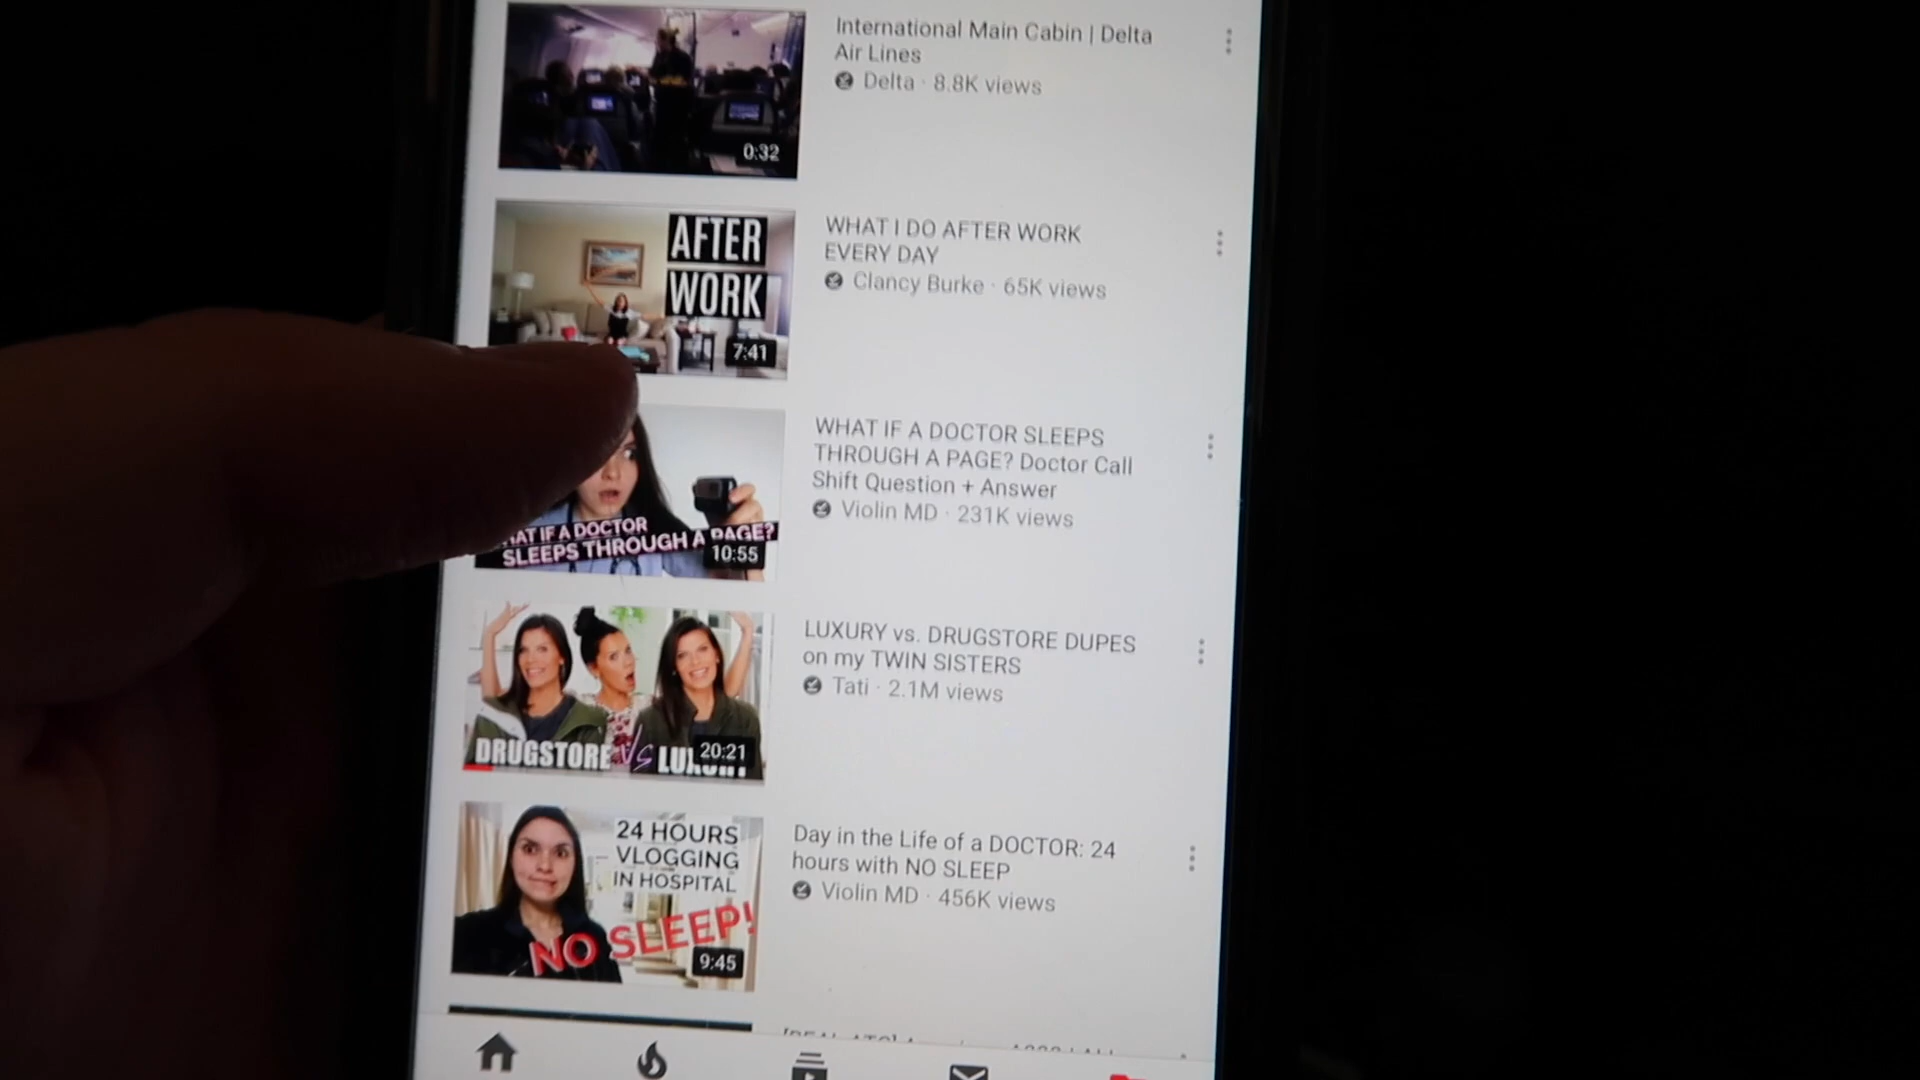 International Main Cabin | Delta
Air Lines
Delta · 8.8K views
0:32
AFTER
WORK
7:41
WHAT I DO AFTER WORK
EVERY DAY
Clancy Burke · 65K views
IF A DOCTOR
SLEEPS THROUGH A PAGE?
10:55
WHAT IF A DOCTOR SLEEPS
THROUGH A PAGE? Doctor Call
Shift Question + Answer
Violin MD · 231K views
DRUGSTORE VS
20:21
LUXURY vs. DRUGSTORE DUPES
on my TWIN SISTERS
Tati · 2.1M views
24 HOURS
VLOGGING
IN HOSPITAL
NO SLEEP!
9:45
Day in the Life of a DOCTOR: 24
hours with NO SLEEP
Violin MD · 456K views